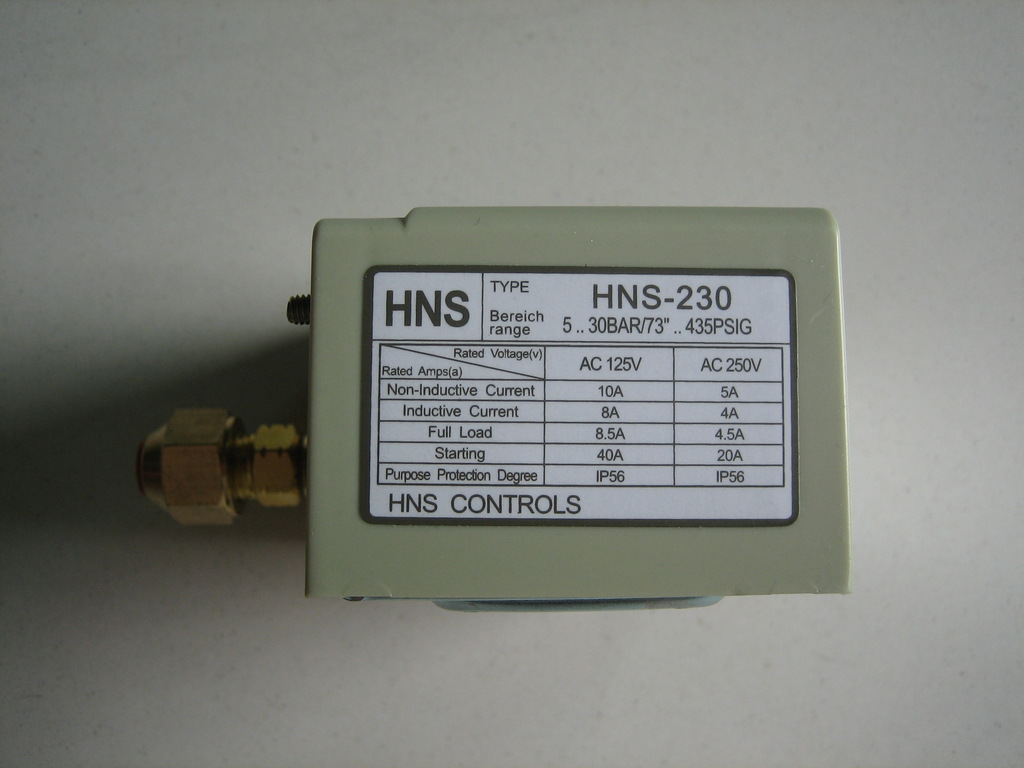 HNS
TYPE HNS-230
Bereich range 5 .. 30BAR/73" .. 435PSIG
Rated Voltage(v) AC 125V AC 250V
Rated Amps(a)
Non-Inductive Current 10A 5A
Inductive Current 8A 4A
Full Load 8.5A 4.5A
Starting 40A 20A
Purpose Protection Degree IP56 IP56
HNS CONTROLS